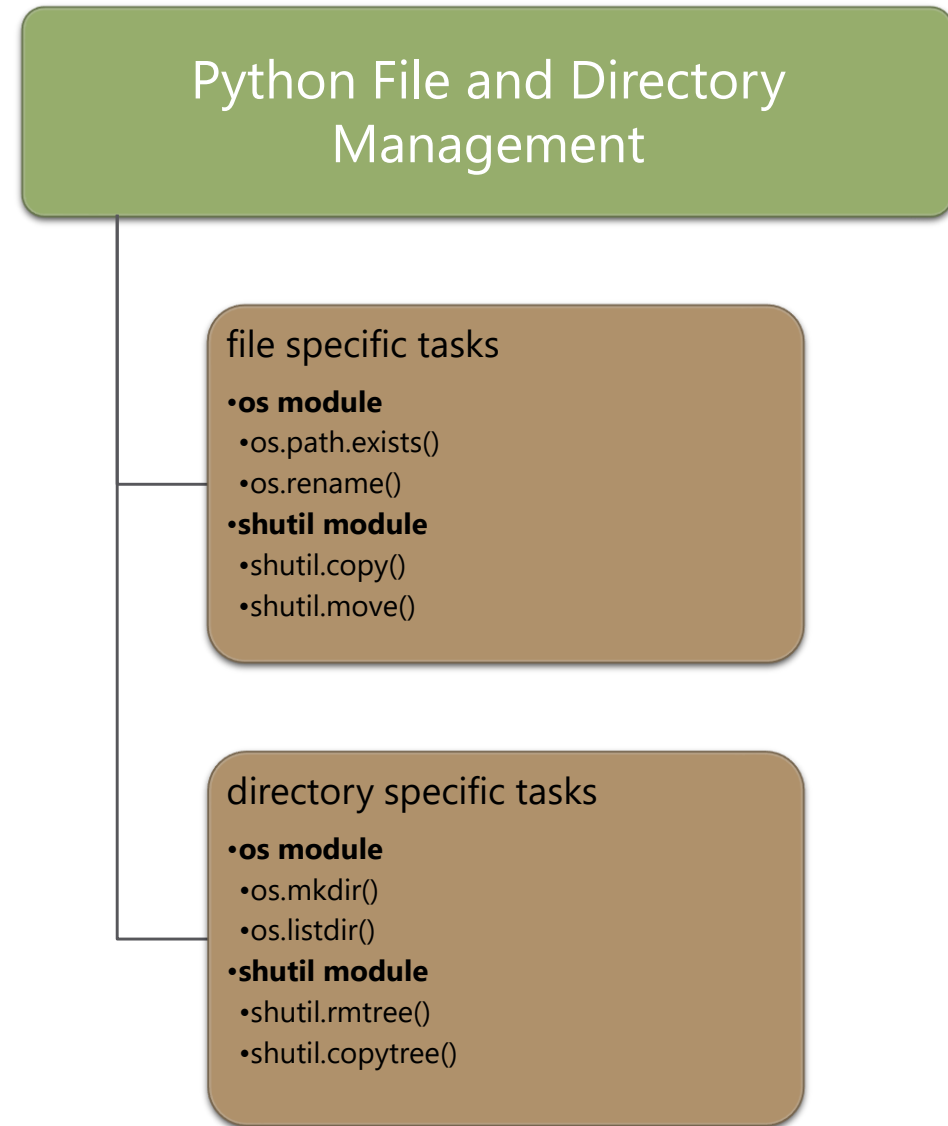 Python File and Directory
Management
file specific tasks
•os module
•os.path.exists()
•os.rename()
•shutil module
•shutil.copy()
•shutil.move()
directory specific tasks
•os module
•os.mkdir()
•os.listdir()
•shutil module
•shutil.rmtree()
•shutil.copytree()